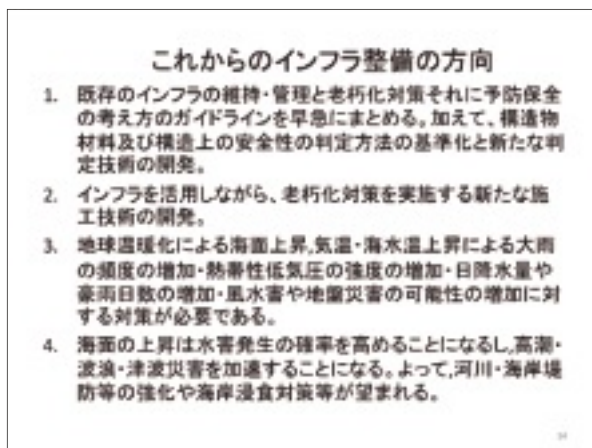 これからのインフラ整備の方向
1. 既存のインフラの維持・管理と老朽化対策それに予防保全
の考え方のガイドラインを早急にまとめる。加えて、構造物
材料及び構造上の安全性の判定方法の基準化と新たな判
定技術の開発。
2. インフラを活用しながら、老朽化対策を実施する新たな施
工技術の開発。
3. 地球温暖化による海面上昇,気温・海水温上昇による大雨
の頻度の増加・熱帯性低気圧の強度の増加・日降水量や
豪雨日数の増加・風水害や地盤災害の可能性の増加に対
する対策が必要である。
4. 海面の上昇は水害発生の確率を高めることになるし,高潮・
波浪・津波災害を加速することになる。よって,河川・海岸堤
防等の強化や海岸浸食対策等が望まれる。